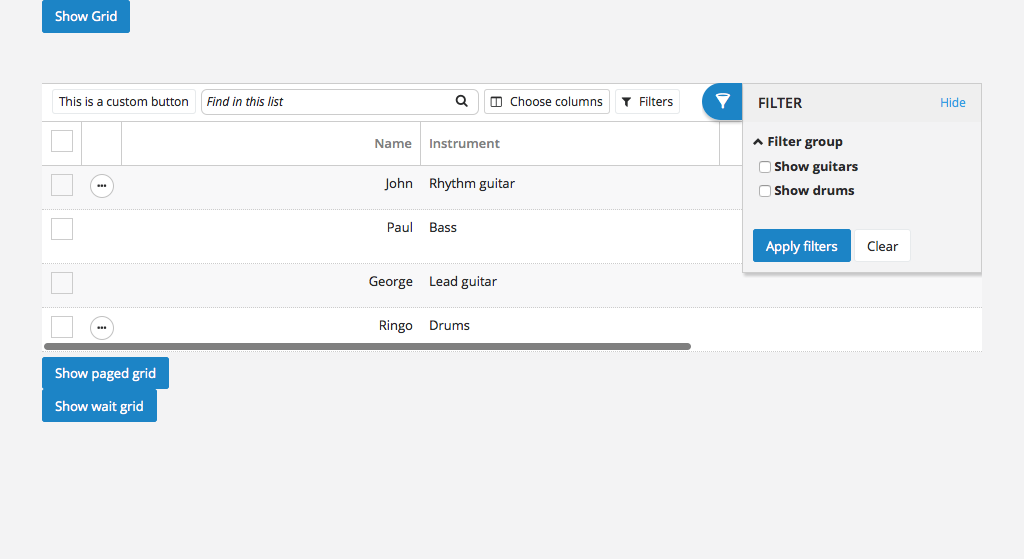 Show Grid
This is a custom button
Find in this list
Choose columns
Filters
FILTER
Hide
Filter group
Show guitars
Show drums
Apply filters
Clear
Name Instrument
John Rhythm guitar
Paul Bass
George Lead guitar
Ringo Drums
Show paged grid
Show wait grid